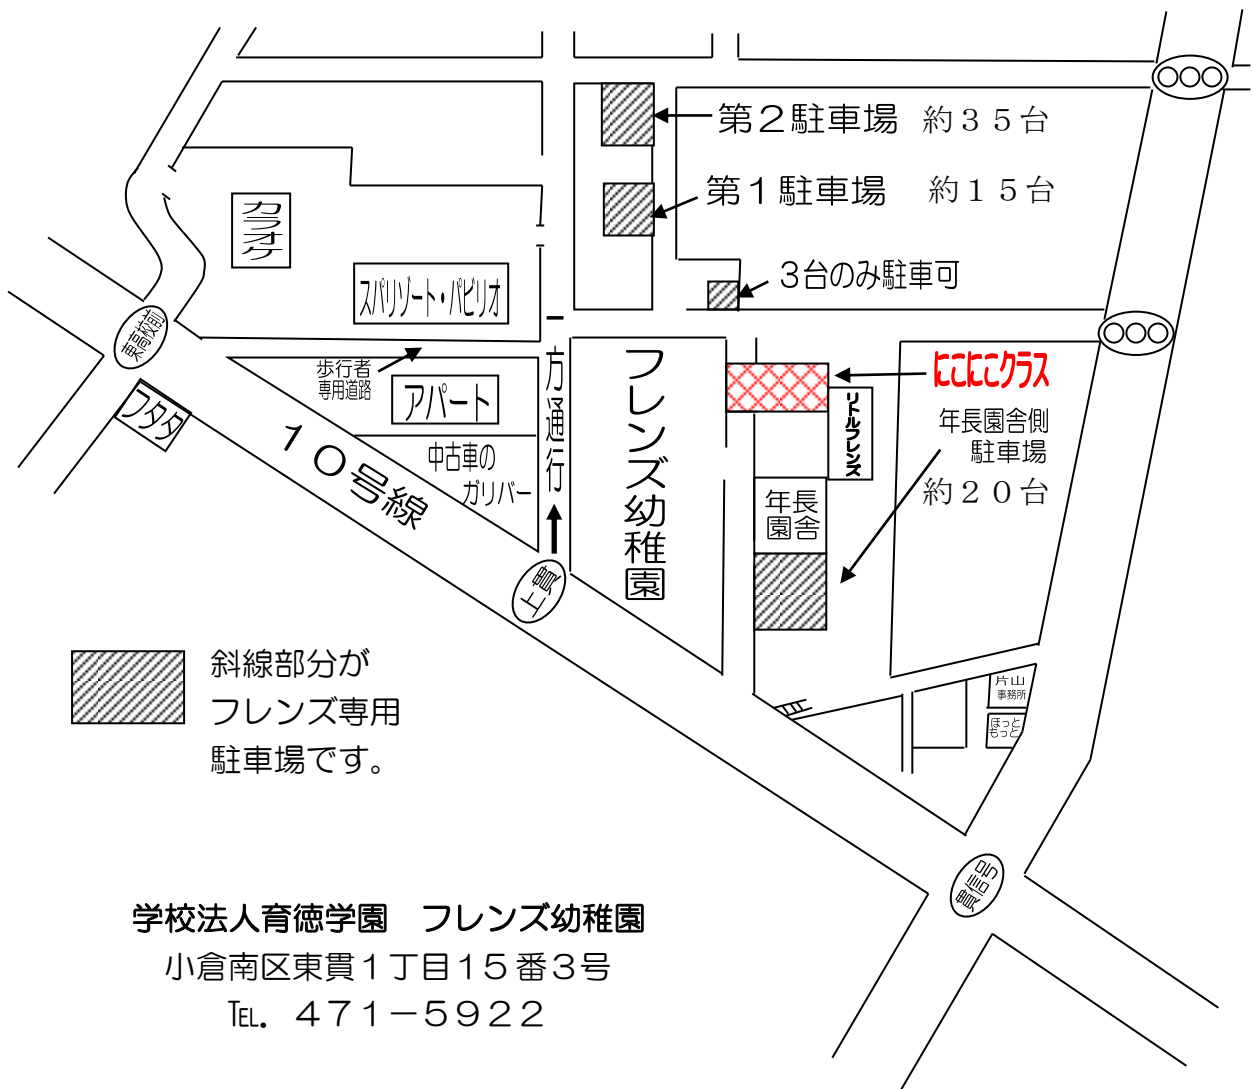 第２駐車場　約３５台
第１駐車場　約１５台
カラオケ
スパリゾート・パピリオ
３台のみ駐車可
東高校前
歩行者
専用道路
アパート
フタタ
一方通行
フレンズ幼稚園
にこにこクラス
リトルフレンズ
年長園舎側
駐車場
約２０台
１０号線
中古車の
ガリバー
年長
園舎
上貫
斜線部分が
フレンズ専用
駐車場です。
片山
事務所
ほっと
もっと
貫信号
学校法人育徳学園　フレンズ幼稚園
小倉南区東貫１丁目１５番３号
℡．４７１－５９２２